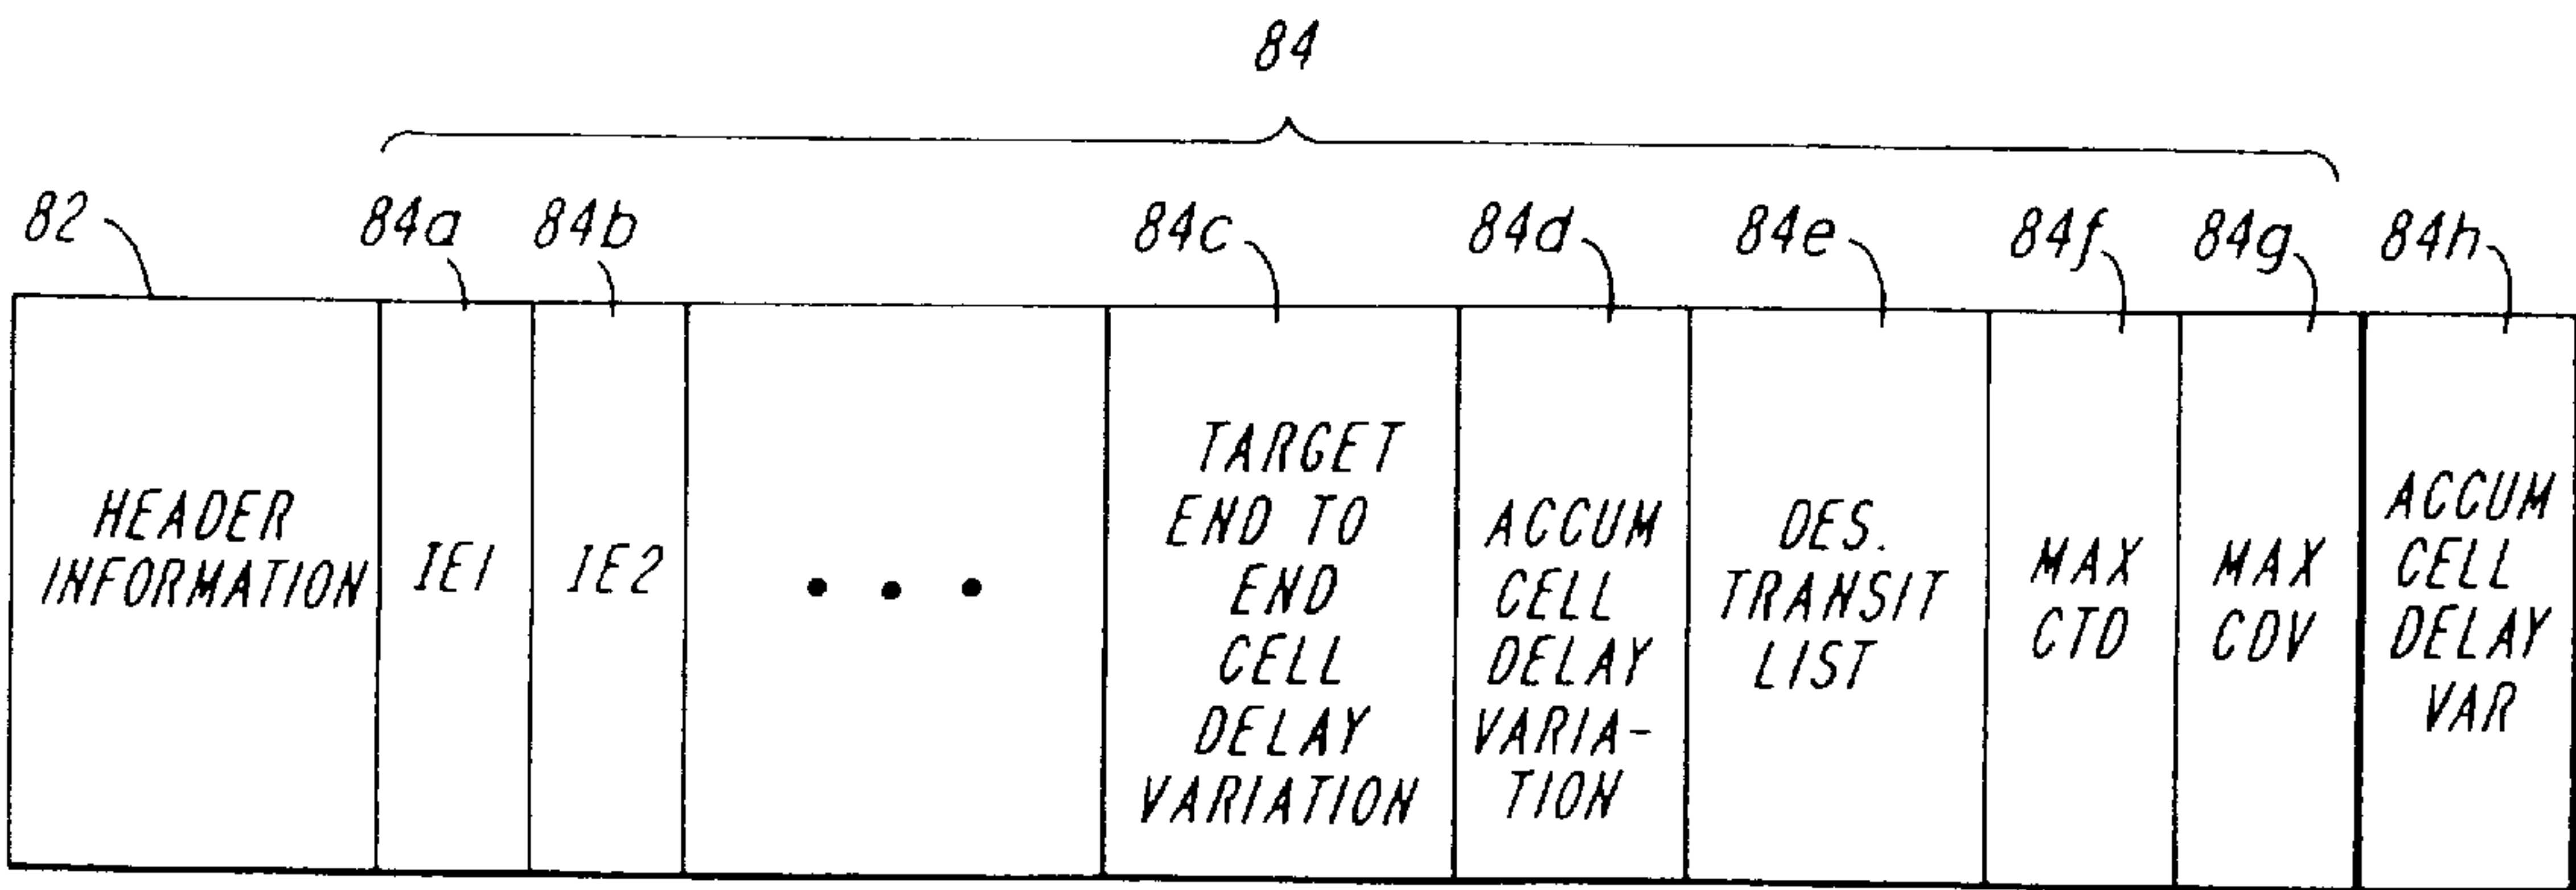 84
82
84a
84b
84c
84d
84e
84f
84g
84h
HEADER
INFORMATION
IE1
IE2
• • •
TARGET
END TO
END
CELL
DELAY
VARIATION
ACCUM
CELL
DELAY
VARIA-
TION
DES.
TRANSIT
LIST
MAX
CTD
MAX
CDV
ACCUM
CELL
DELAY
VAR